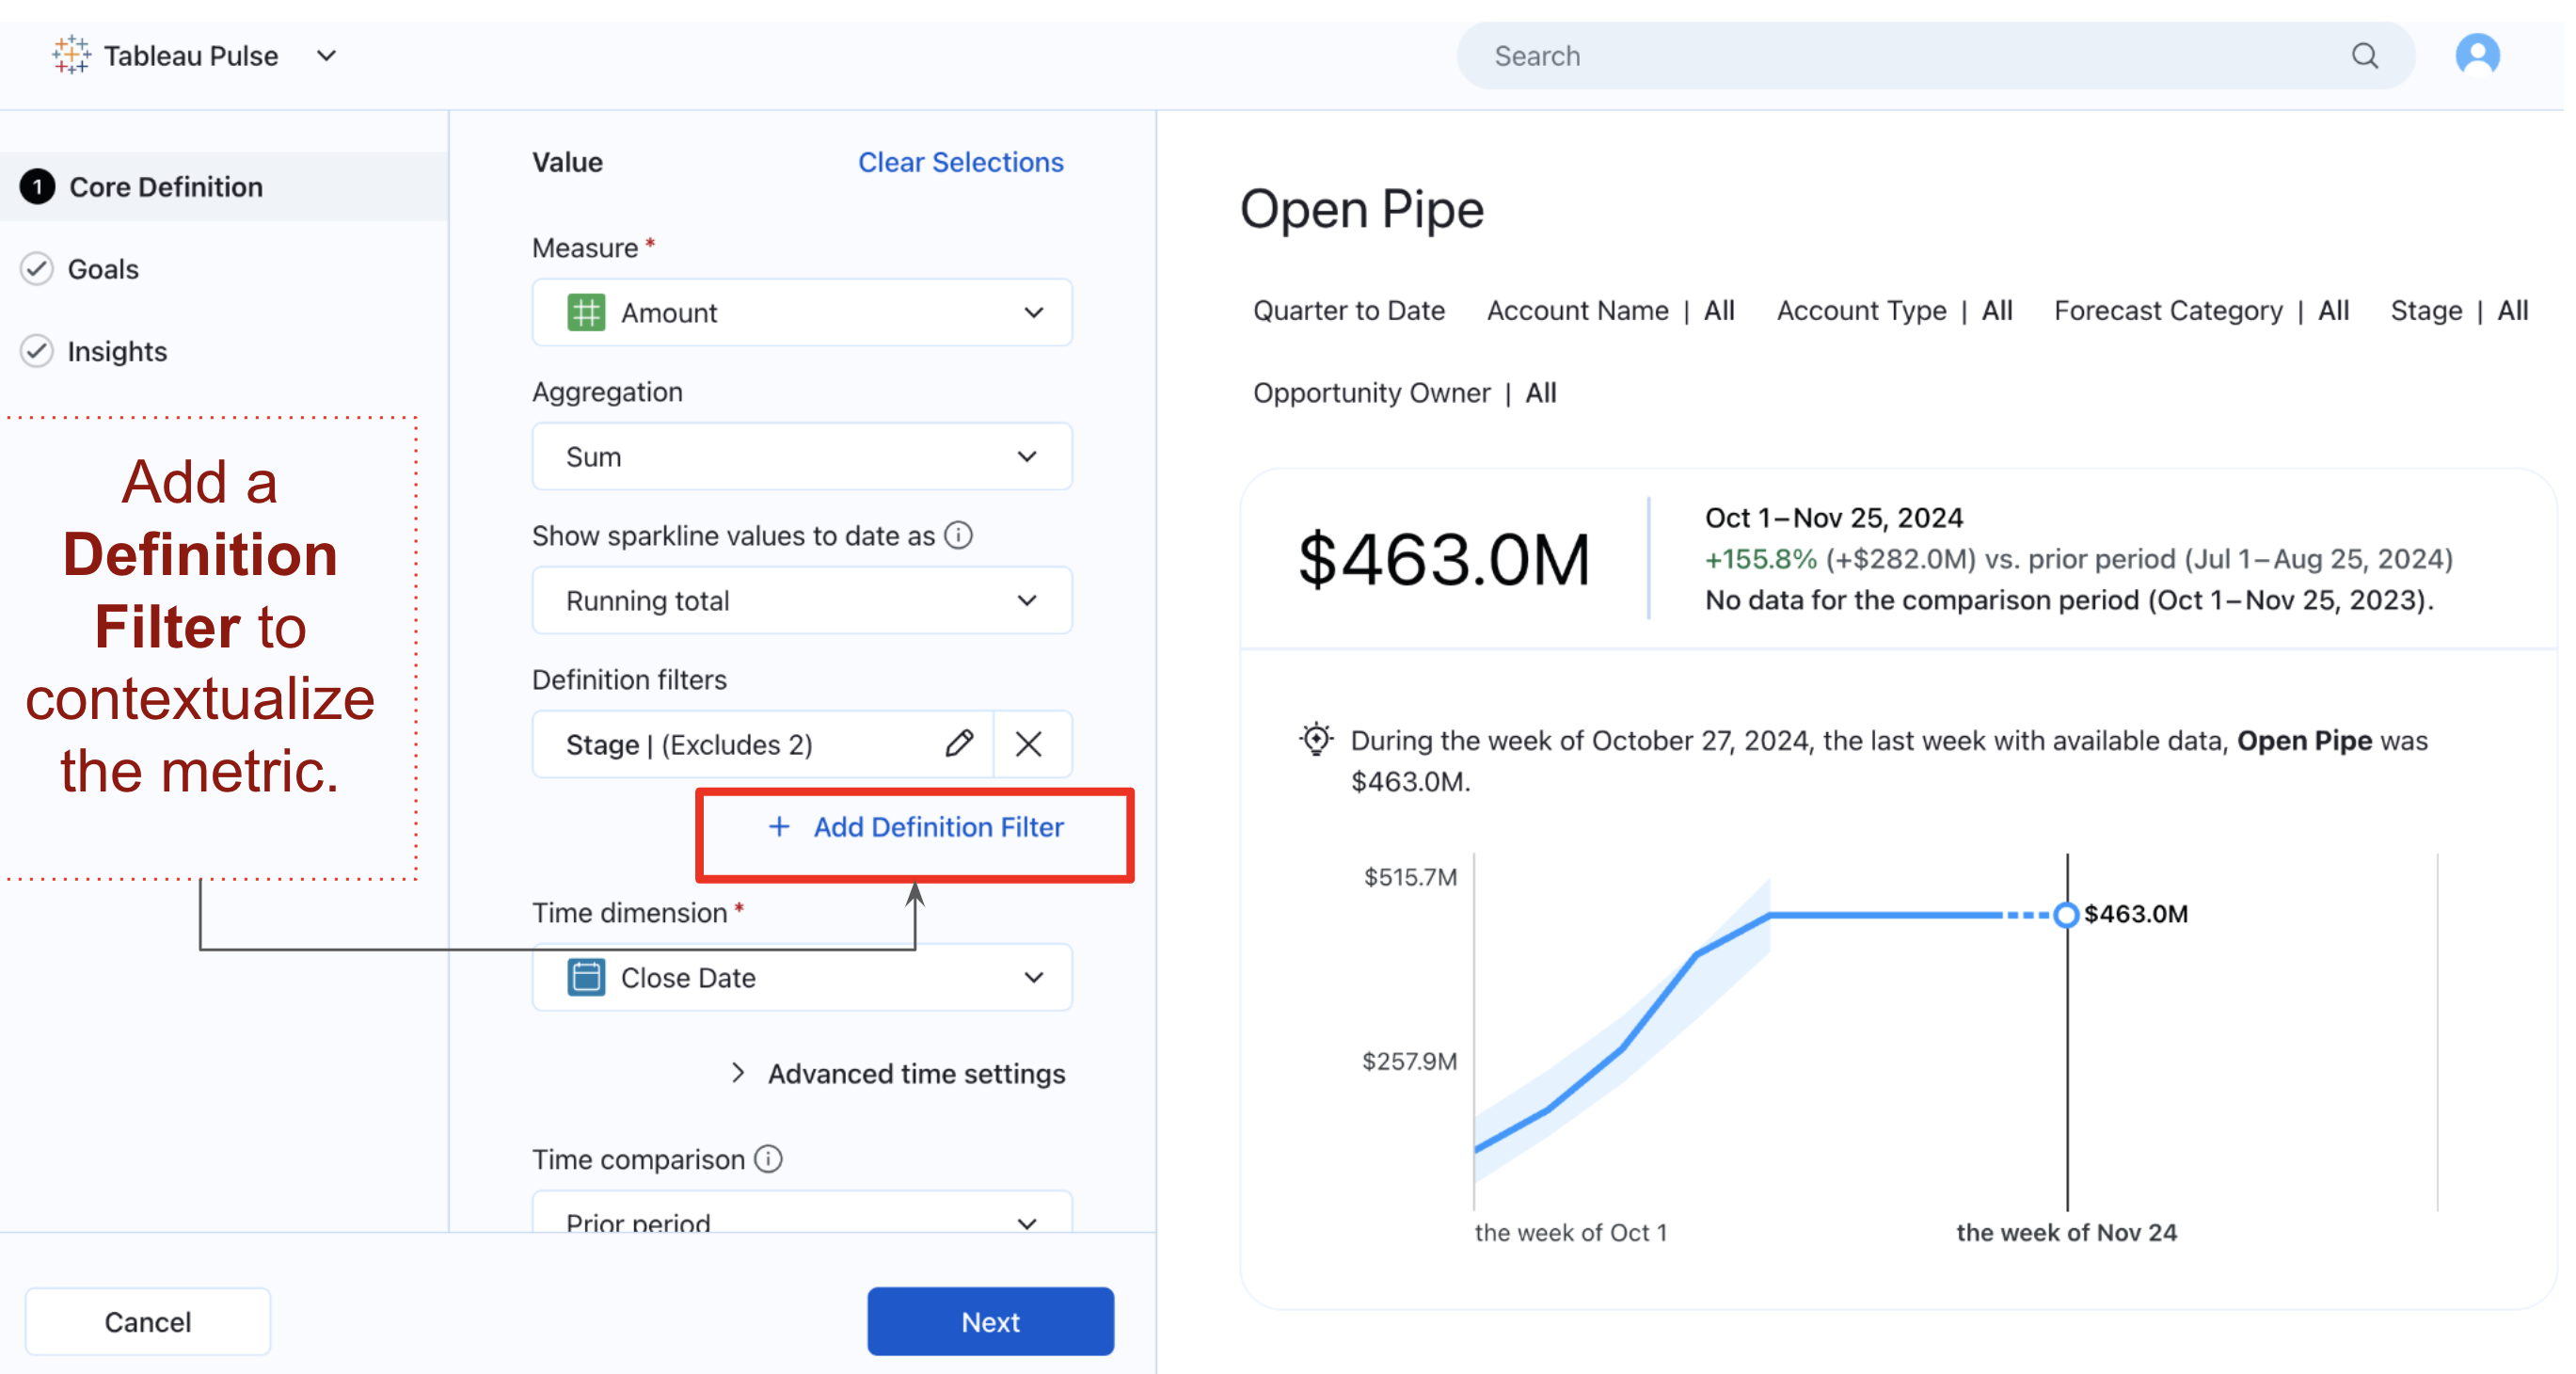 Tableau Pulse
Search
1 Core Definition
Goals
Insights
Add a
Definition
Filter to
contextualize
the metric.
Value
Clear Selections
Measure *
Amount
Aggregation
Sum
Show sparkline values to date as
Running total
Definition filters
Stage | (Excludes 2)
+ Add Definition Filter
Time dimension *
Close Date
Advanced time settings
Time comparison
Prior period
Cancel
Next
Open Pipe
Quarter to Date Account Name | All Account Type | All Forecast Category | All Stage | All
Opportunity Owner | All
$463.0M
Oct 1–Nov 25, 2024
+155.8% (+$282.0M) vs. prior period (Jul 1–Aug 25, 2024)
No data for the comparison period (Oct 1–Nov 25, 2023).
During the week of October 27, 2024, the last week with available data, Open Pipe was
$463.0M.
$515.7M
$463.0M
$257.9M
the week of Oct 1
the week of Nov 24